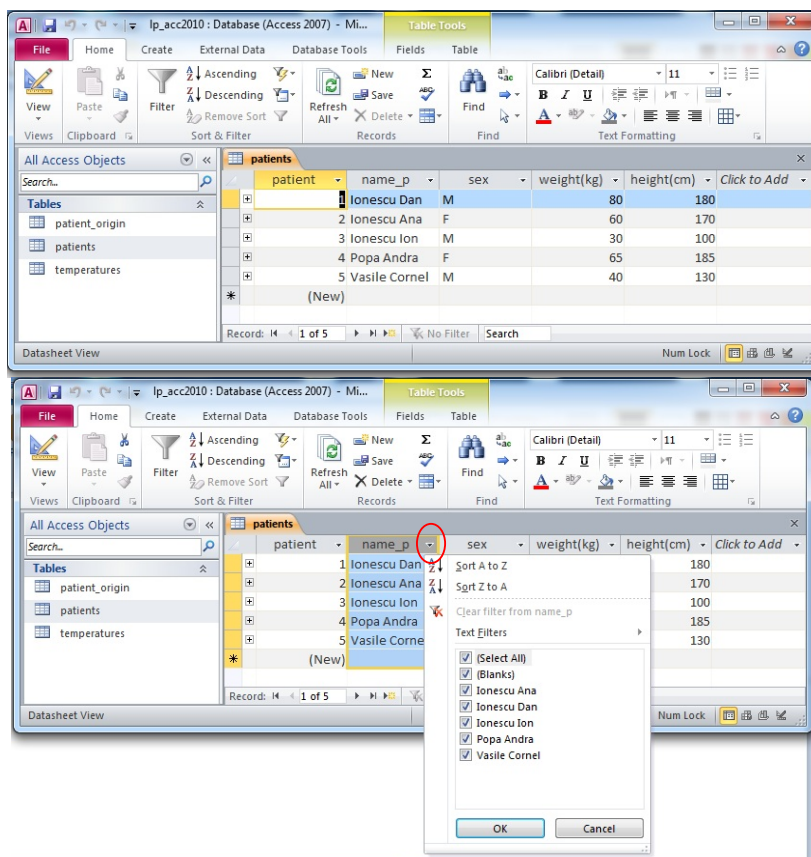 lp_acc2010 : Database (Access 2007) - Mi... Table Tools
File Home Create External Data Database Tools Fields Table
View Paste Filter Ascending Descending Remove Sort Refresh All New Save Delete Σ ABC Find ab ac Calibri (Detail) 11
B I U A ab
Views Clipboard Sort & Filter Records Find Text Formatting
All Access Objects « patients
Search... patient name_p sex weight(kg) height(cm) Click to Add
Tables 1 Ionescu Dan M 80 180
patient_origin 2 Ionescu Ana F 60 170
patients 3 Ionescu Ion M 30 100
temperatures 4 Popa Andra F 65 185
5 Vasile Cornel M 40 130
* (New)
Record: 1 of 5 No Filter Search
Datasheet View Num Lock
lp_acc2010 : Database (Access 2007) - Mi... Table Tools
File Home Create External Data Database Tools Fields Table
View Paste Filter Ascending Descending Remove Sort Refresh All New Save Delete Σ ABC Find ab ac Calibri (Detail) 11
B I U A ab
Views Clipboard Sort & Filter Records Find Text Formatting
All Access Objects « patients
Search... patient name_p sex weight(kg) height(cm) Click to Add
Tables 1 Ionescu Dan 180
patient_origin 2 Ionescu Ana 170
patients 3 Ionescu Ion 100
temperatures 4 Popa Andra 185
5 Vasile Corne 130
* (New)
Record: 1 of 5
Datasheet View Num Lock
Sort A to Z
Sort Z to A
Clear filter from name_p
Text Filters
(Select All)
(Blanks)
Ionescu Ana
Ionescu Dan
Ionescu Ion
Popa Andra
Vasile Cornel
OK Cancel